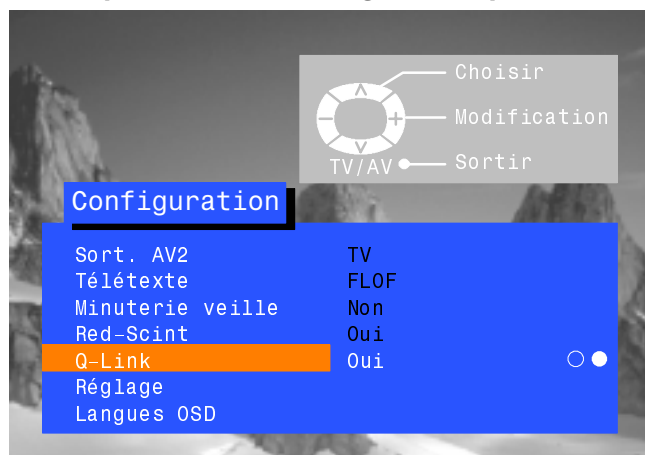 Choisir
Modification
TV/AV Sortir
Configuration
Sort. AV2 TV
Télétexte FLOF
Minuterie veille Non
Red-Scint Oui
Q-Link Oui
Réglage
Langues OSD